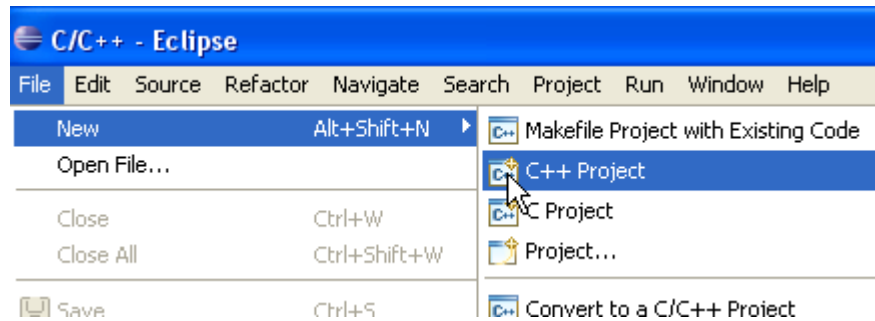 C/C++ - Eclipse
File Edit Source Refactor Navigate Search Project Run Window Help
New Alt+Shift+N
Open File...
Close Ctrl+W
Close All Ctrl+Shift+W
Save Ctrl+S
C++ Makefile Project with Existing Code
C++ C++ Project
C++ C Project
Project...
C++ Convert to a C/C++ Project